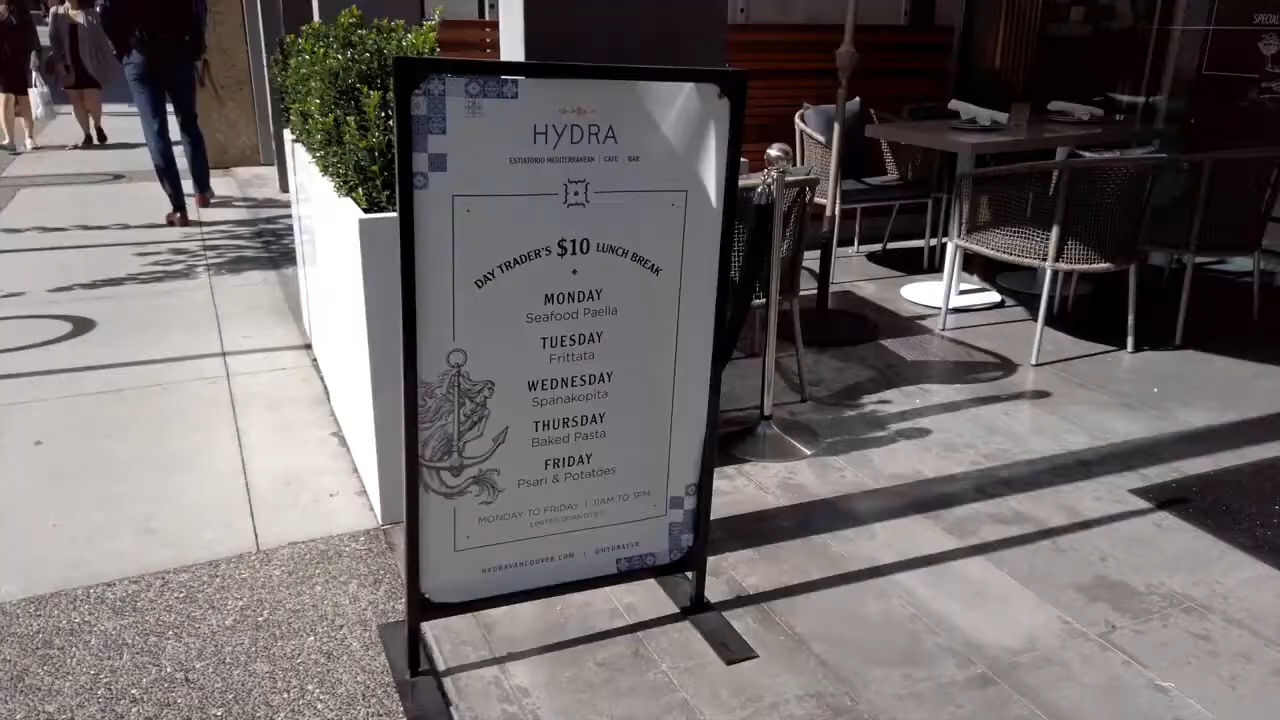 HYDRA
ESTIATORIO MEDITERRANEAN | CAFE | BAR
DAY TRADER'S $10 LUNCH BREAK
MONDAY
Seafood Paella
TUESDAY
Frittata
WEDNESDAY
Spanakopita
THURSDAY
Baked Pasta
FRIDAY
Psari & Potatoes
MONDAY TO FRIDAY | 11AM TO 3PM
LIMITED QUANTITIES
HYDRAVANCOUVER.COM | @HYDRAYVR